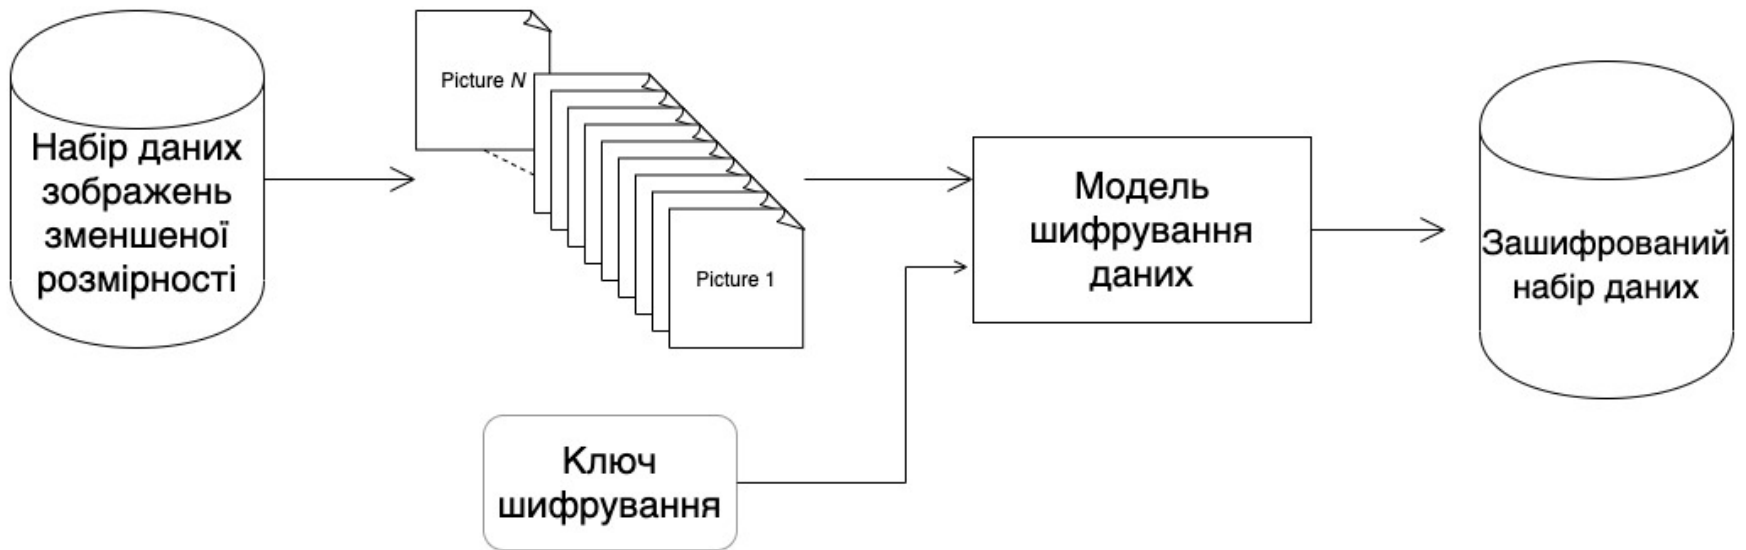 Набір даних
зображень
зменшеної
розмірності
Picture N
Picture 1
Ключ
шифрування
Модель
шифрування
даних
Зашифрований
набір даних